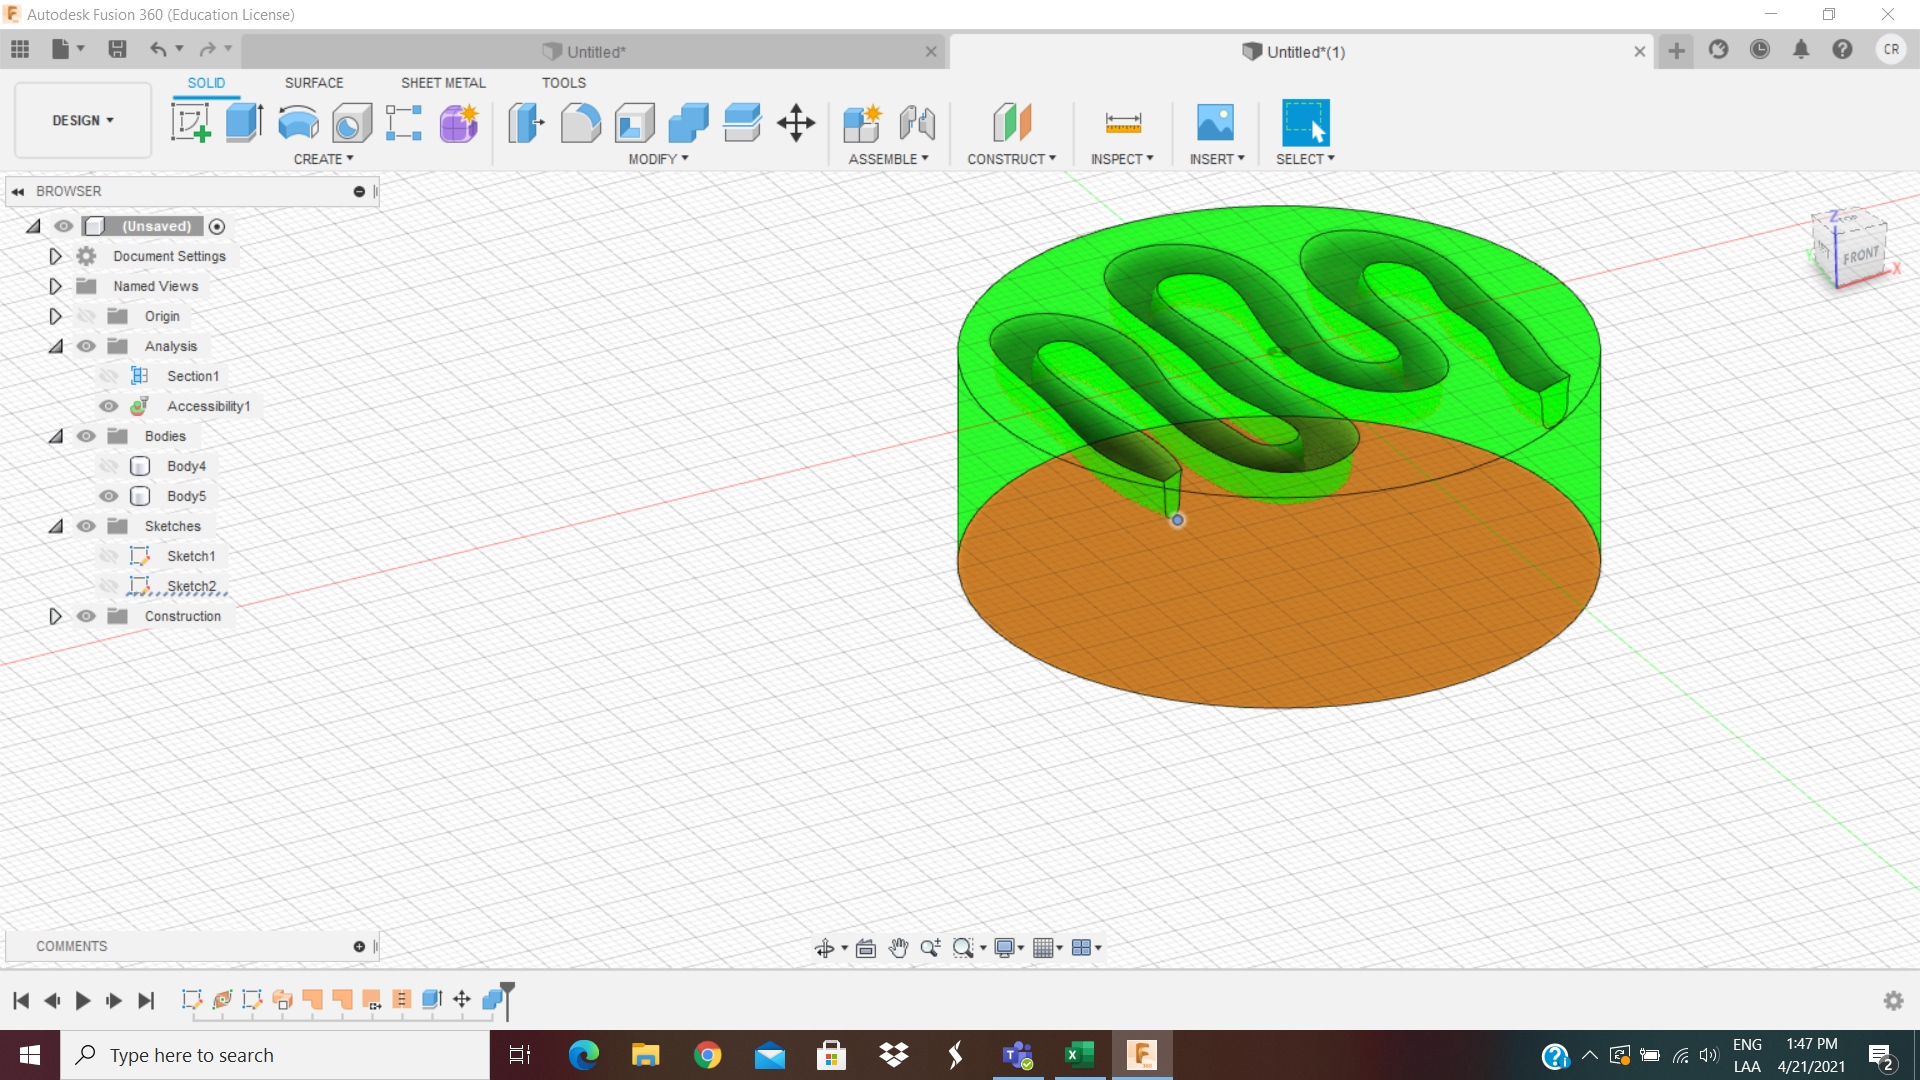 Autodesk Fusion 360 (Education License)
Untitled*
Untitled*(1)
CR
SOLID
SURFACE
SHEET METAL
TOOLS
DESIGN
CREATE
MODIFY
ASSEMBLE
CONSTRUCT
INSPECT
INSERT
SELECT
BROWSER
(Unsaved)
Document Settings
Named Views
Origin
Analysis
Section1
Accessibility1
Bodies
Body4
Body5
Sketches
Sketch1
Sketch2
Construction
Z
TOP
FRONT
Y
X
COMMENTS
Type here to search
ENG
LAA
1:47 PM
4/21/2021
2